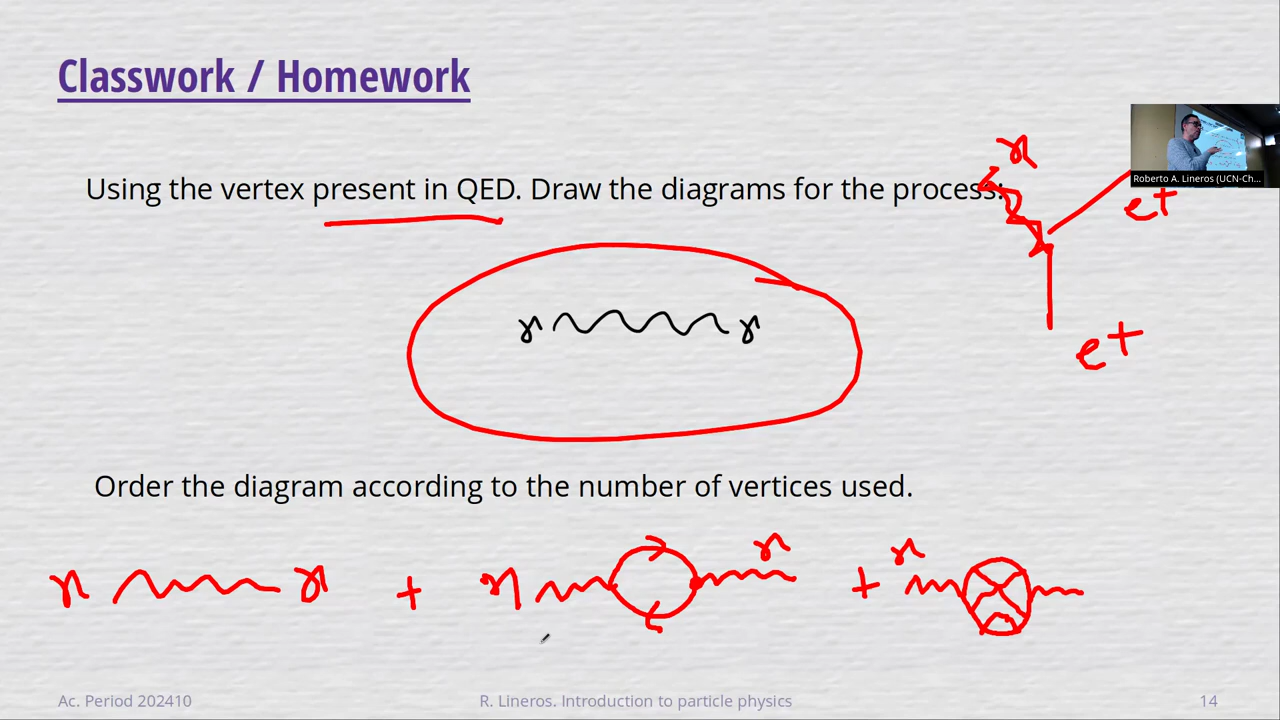 Classwork / Homework
γ
Using the vertex present in QED. Draw the diagrams for the process:
Roberto A. Lineros (UCN-Ch...
e+
γ γ
e+
Order the diagram according to the number of vertices used.
γ γ + γ γ + γ
Ac. Period 202410 R. Lineros. Introduction to particle physics 14